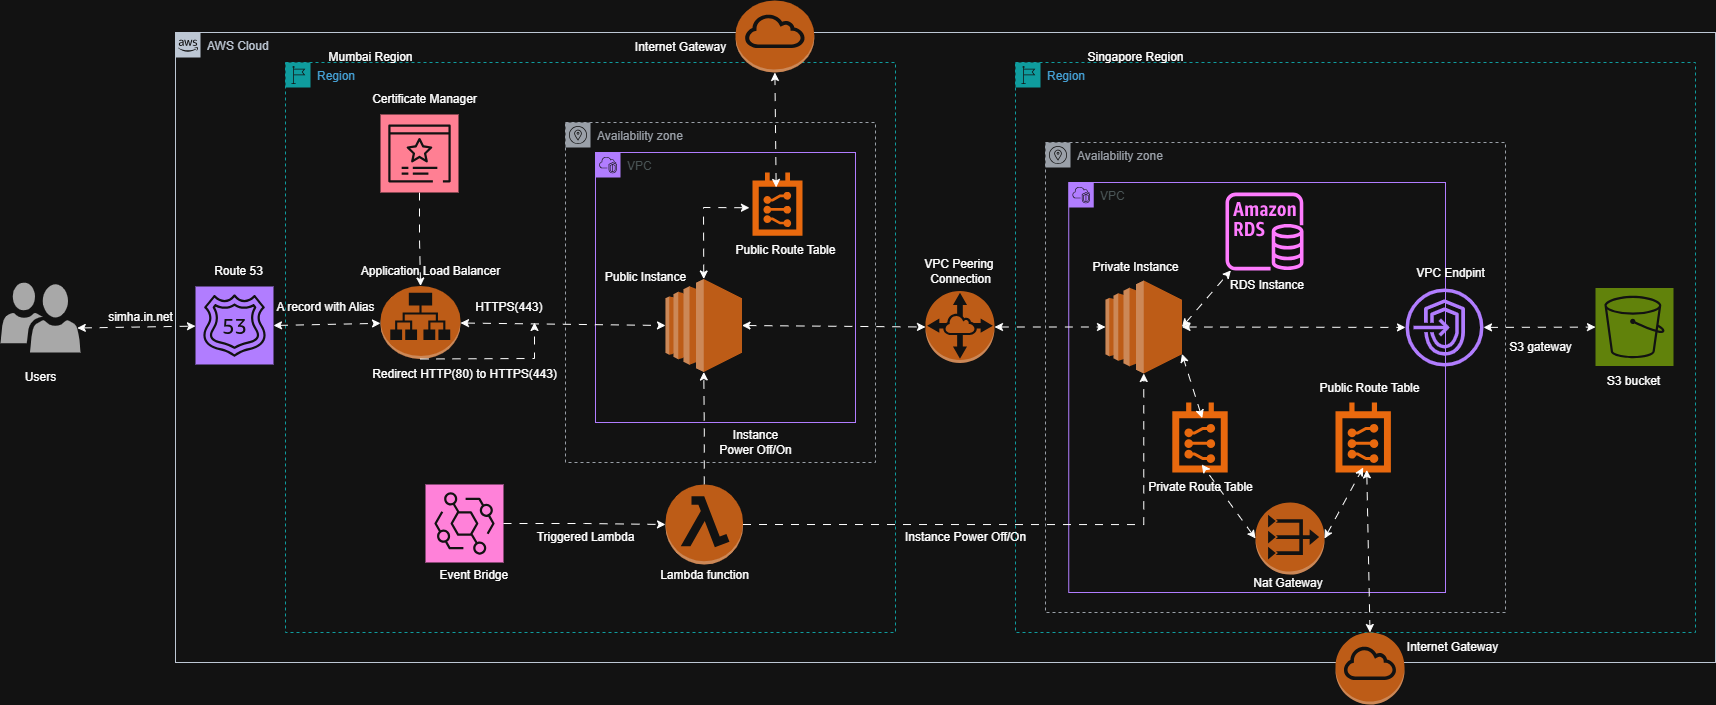 Internet Gateway
aws
AWS Cloud
Mumbai Region
Region
Singapore Region
Region
Certificate Manager
Availability zone
VPC
Availability zone
VPC
Amazon
RDS
Public Route Table
Route 53
Application Load Balancer
Public Instance
VPC Peering
Connection
Private Instance
RDS Instance
VPC Endpint
simha.in.net
53
A record with Alias
HTTPS(443)
Redirect HTTP(80) to HTTPS(443)
S3 gateway
Users
S3 bucket
Public Route Table
Instance
Power Off/On
Private Route Table
Triggered Lambda
Instance Power Off/On
Event Bridge
Lambda function
Nat Gateway
Internet Gateway